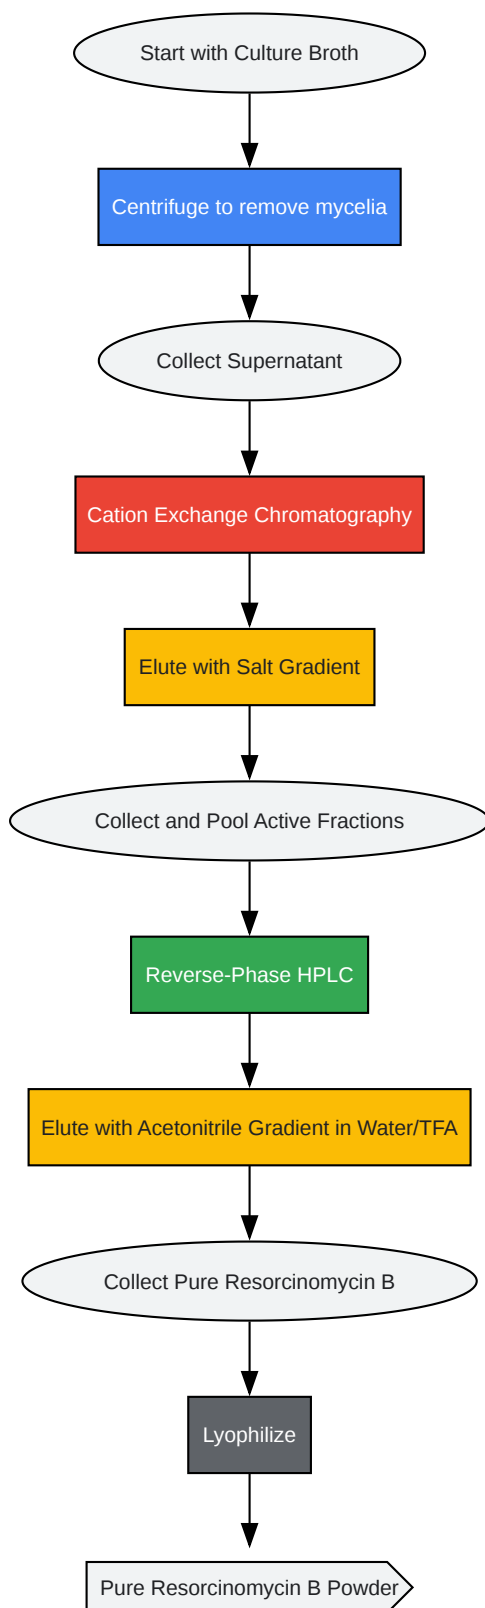 Start with Culture Broth
Centrifuge to remove mycelia
Collect Supernatant
Cation Exchange Chromatography
Elute with Salt Gradient
Collect and Pool Active Fractions
Reverse-Phase HPLC
Elute with Acetonitrile Gradient in Water/TFA
Collect Pure Resorcinomycin B
Lyophilize
Pure Resorcinomycin B Powder